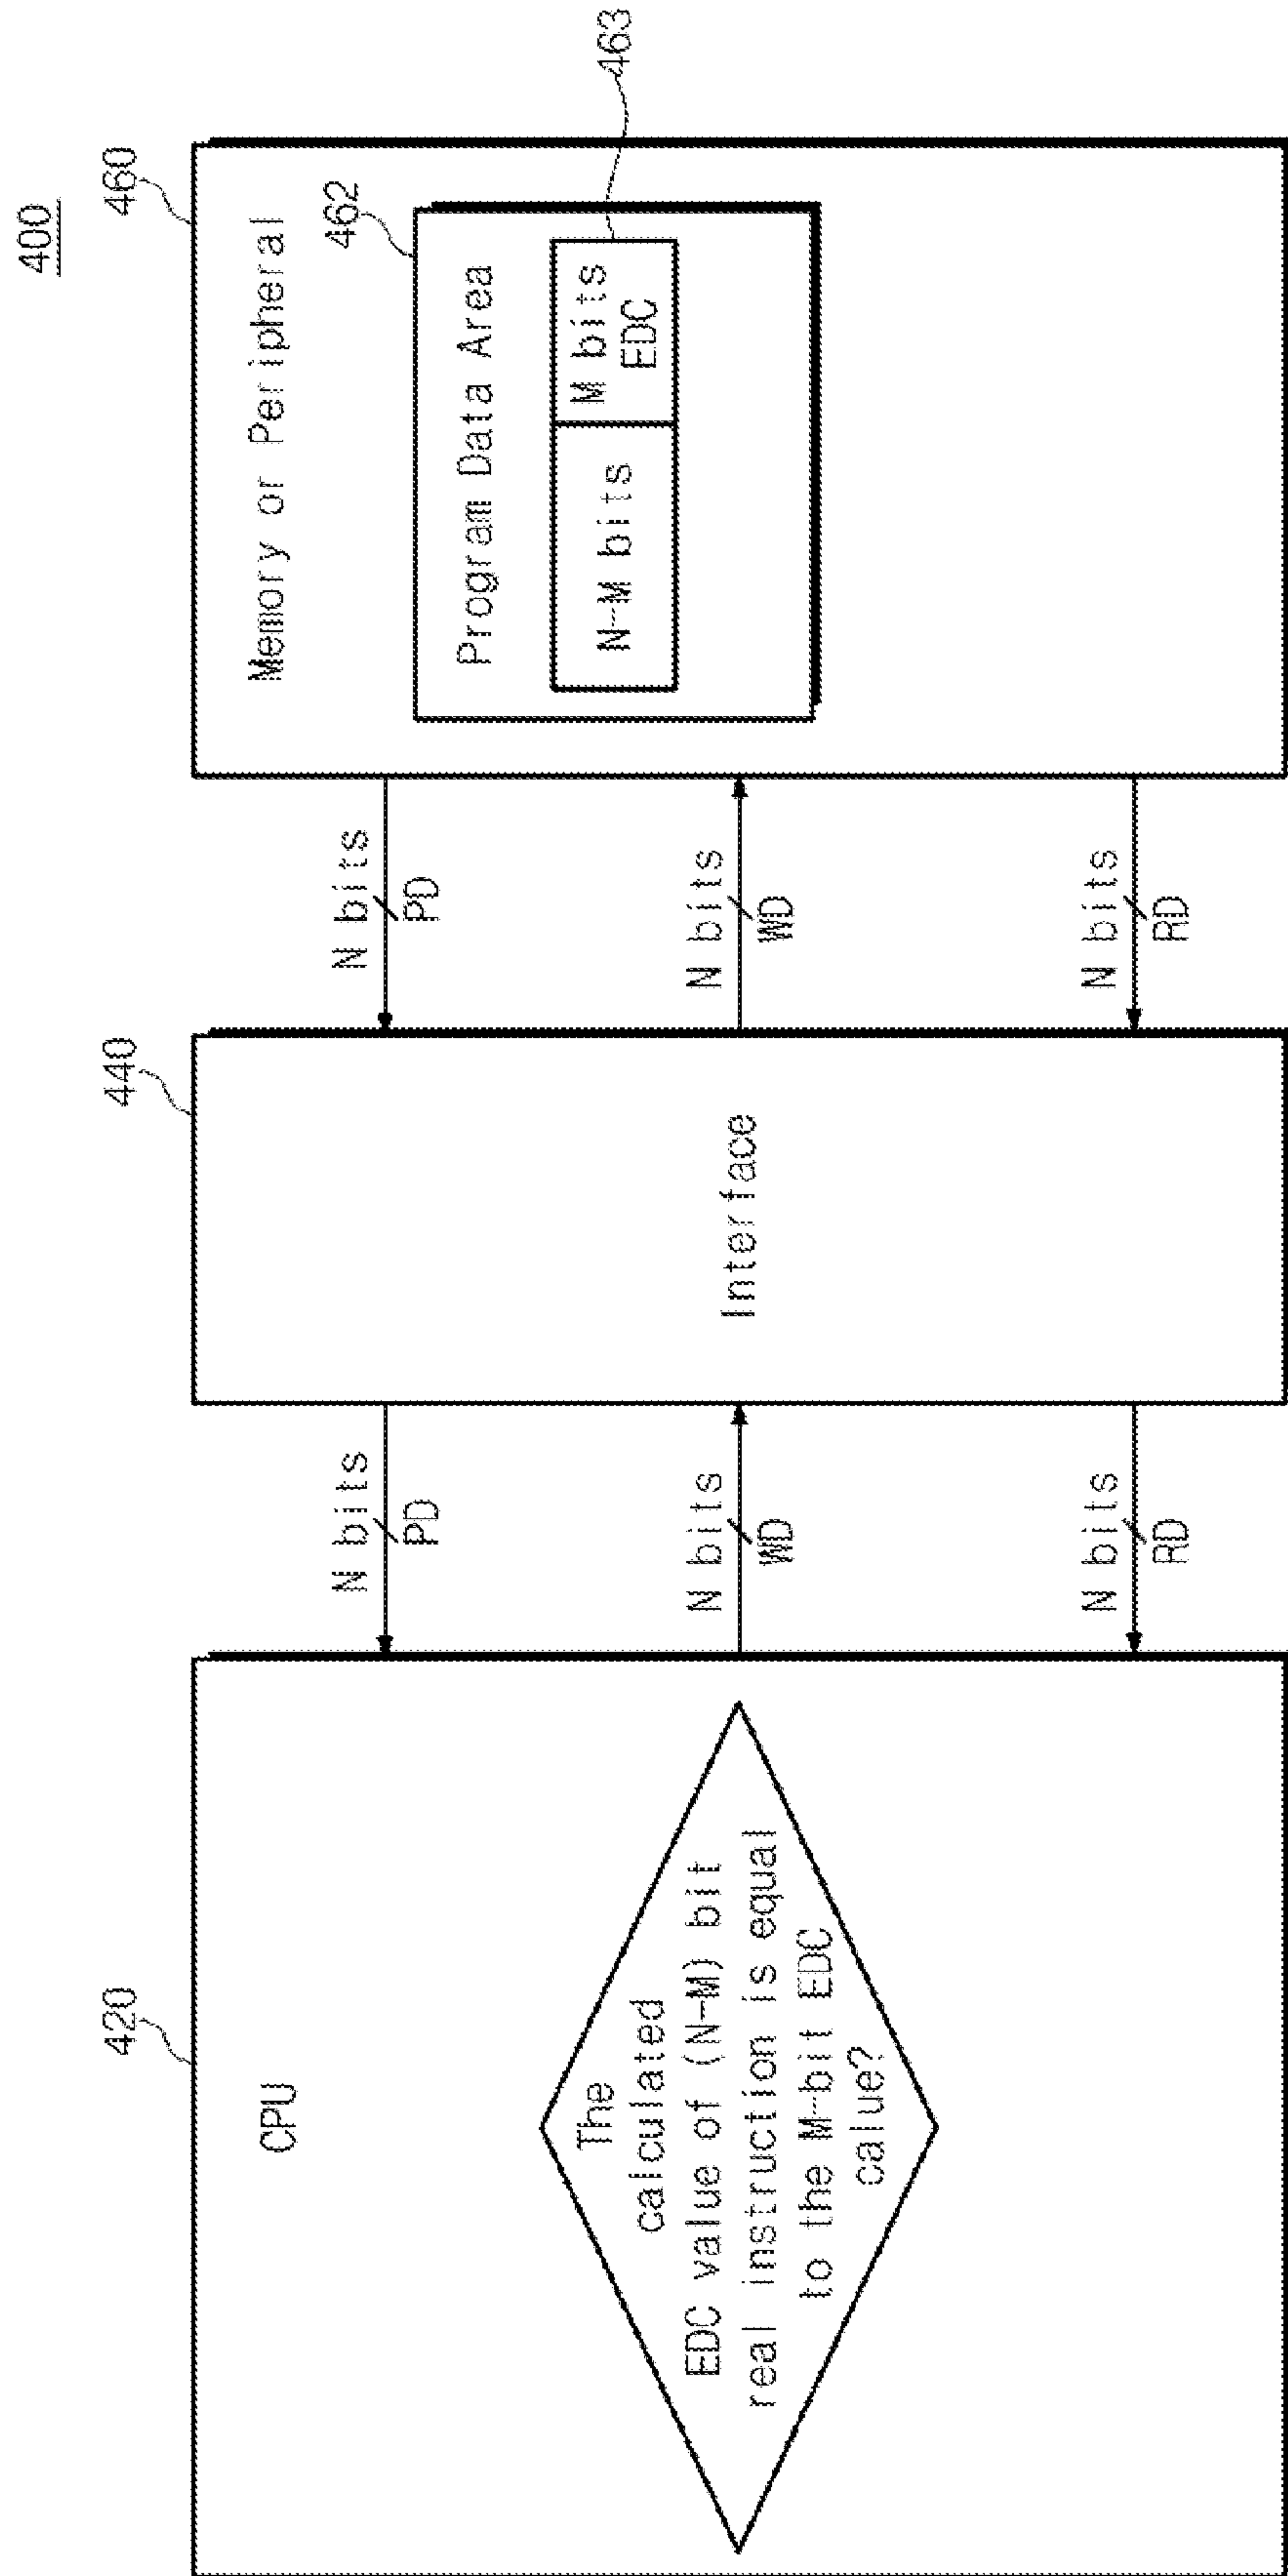 400
420
CPU
The
calculated
EDC value of (N-M) bit
real instruction is equal
to the M-bit EDC
calue?
N bits
PD
N bits
WD
N bits
RD
440
Interface
N bits
PD
N bits
WD
N bits
RD
460
Memory or Peripheral
462
Program Data Area
N-M bits
M bits
EDC
463